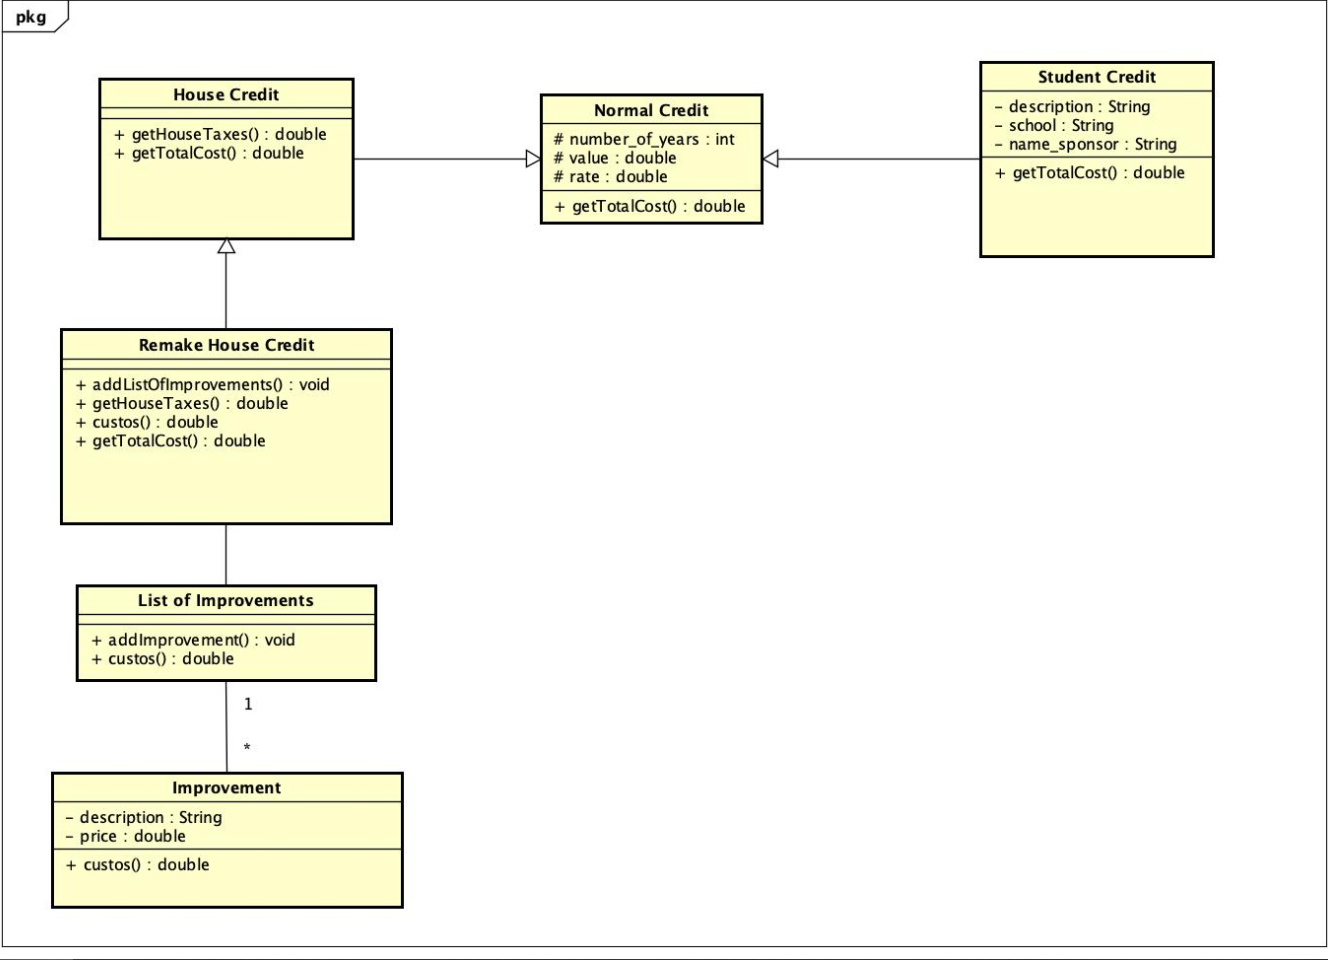 pkg
House Credit
+ getHouseTaxes() : double
+ getTotalCost() : double
Normal Credit
# number_of_years : int
# value : double
# rate : double
+ getTotalCost() : double
Student Credit
- description : String
- school : String
- name_sponsor : String
+ getTotalCost() : double
Remake House Credit
+ addListOfImprovements() : void
+ getHouseTaxes() : double
+ custos() : double
+ getTotalCost() : double
List of Improvements
+ addImprovement() : void
+ custos() : double
1
*
Improvement
- description : String
- price : double
+ custos() : double